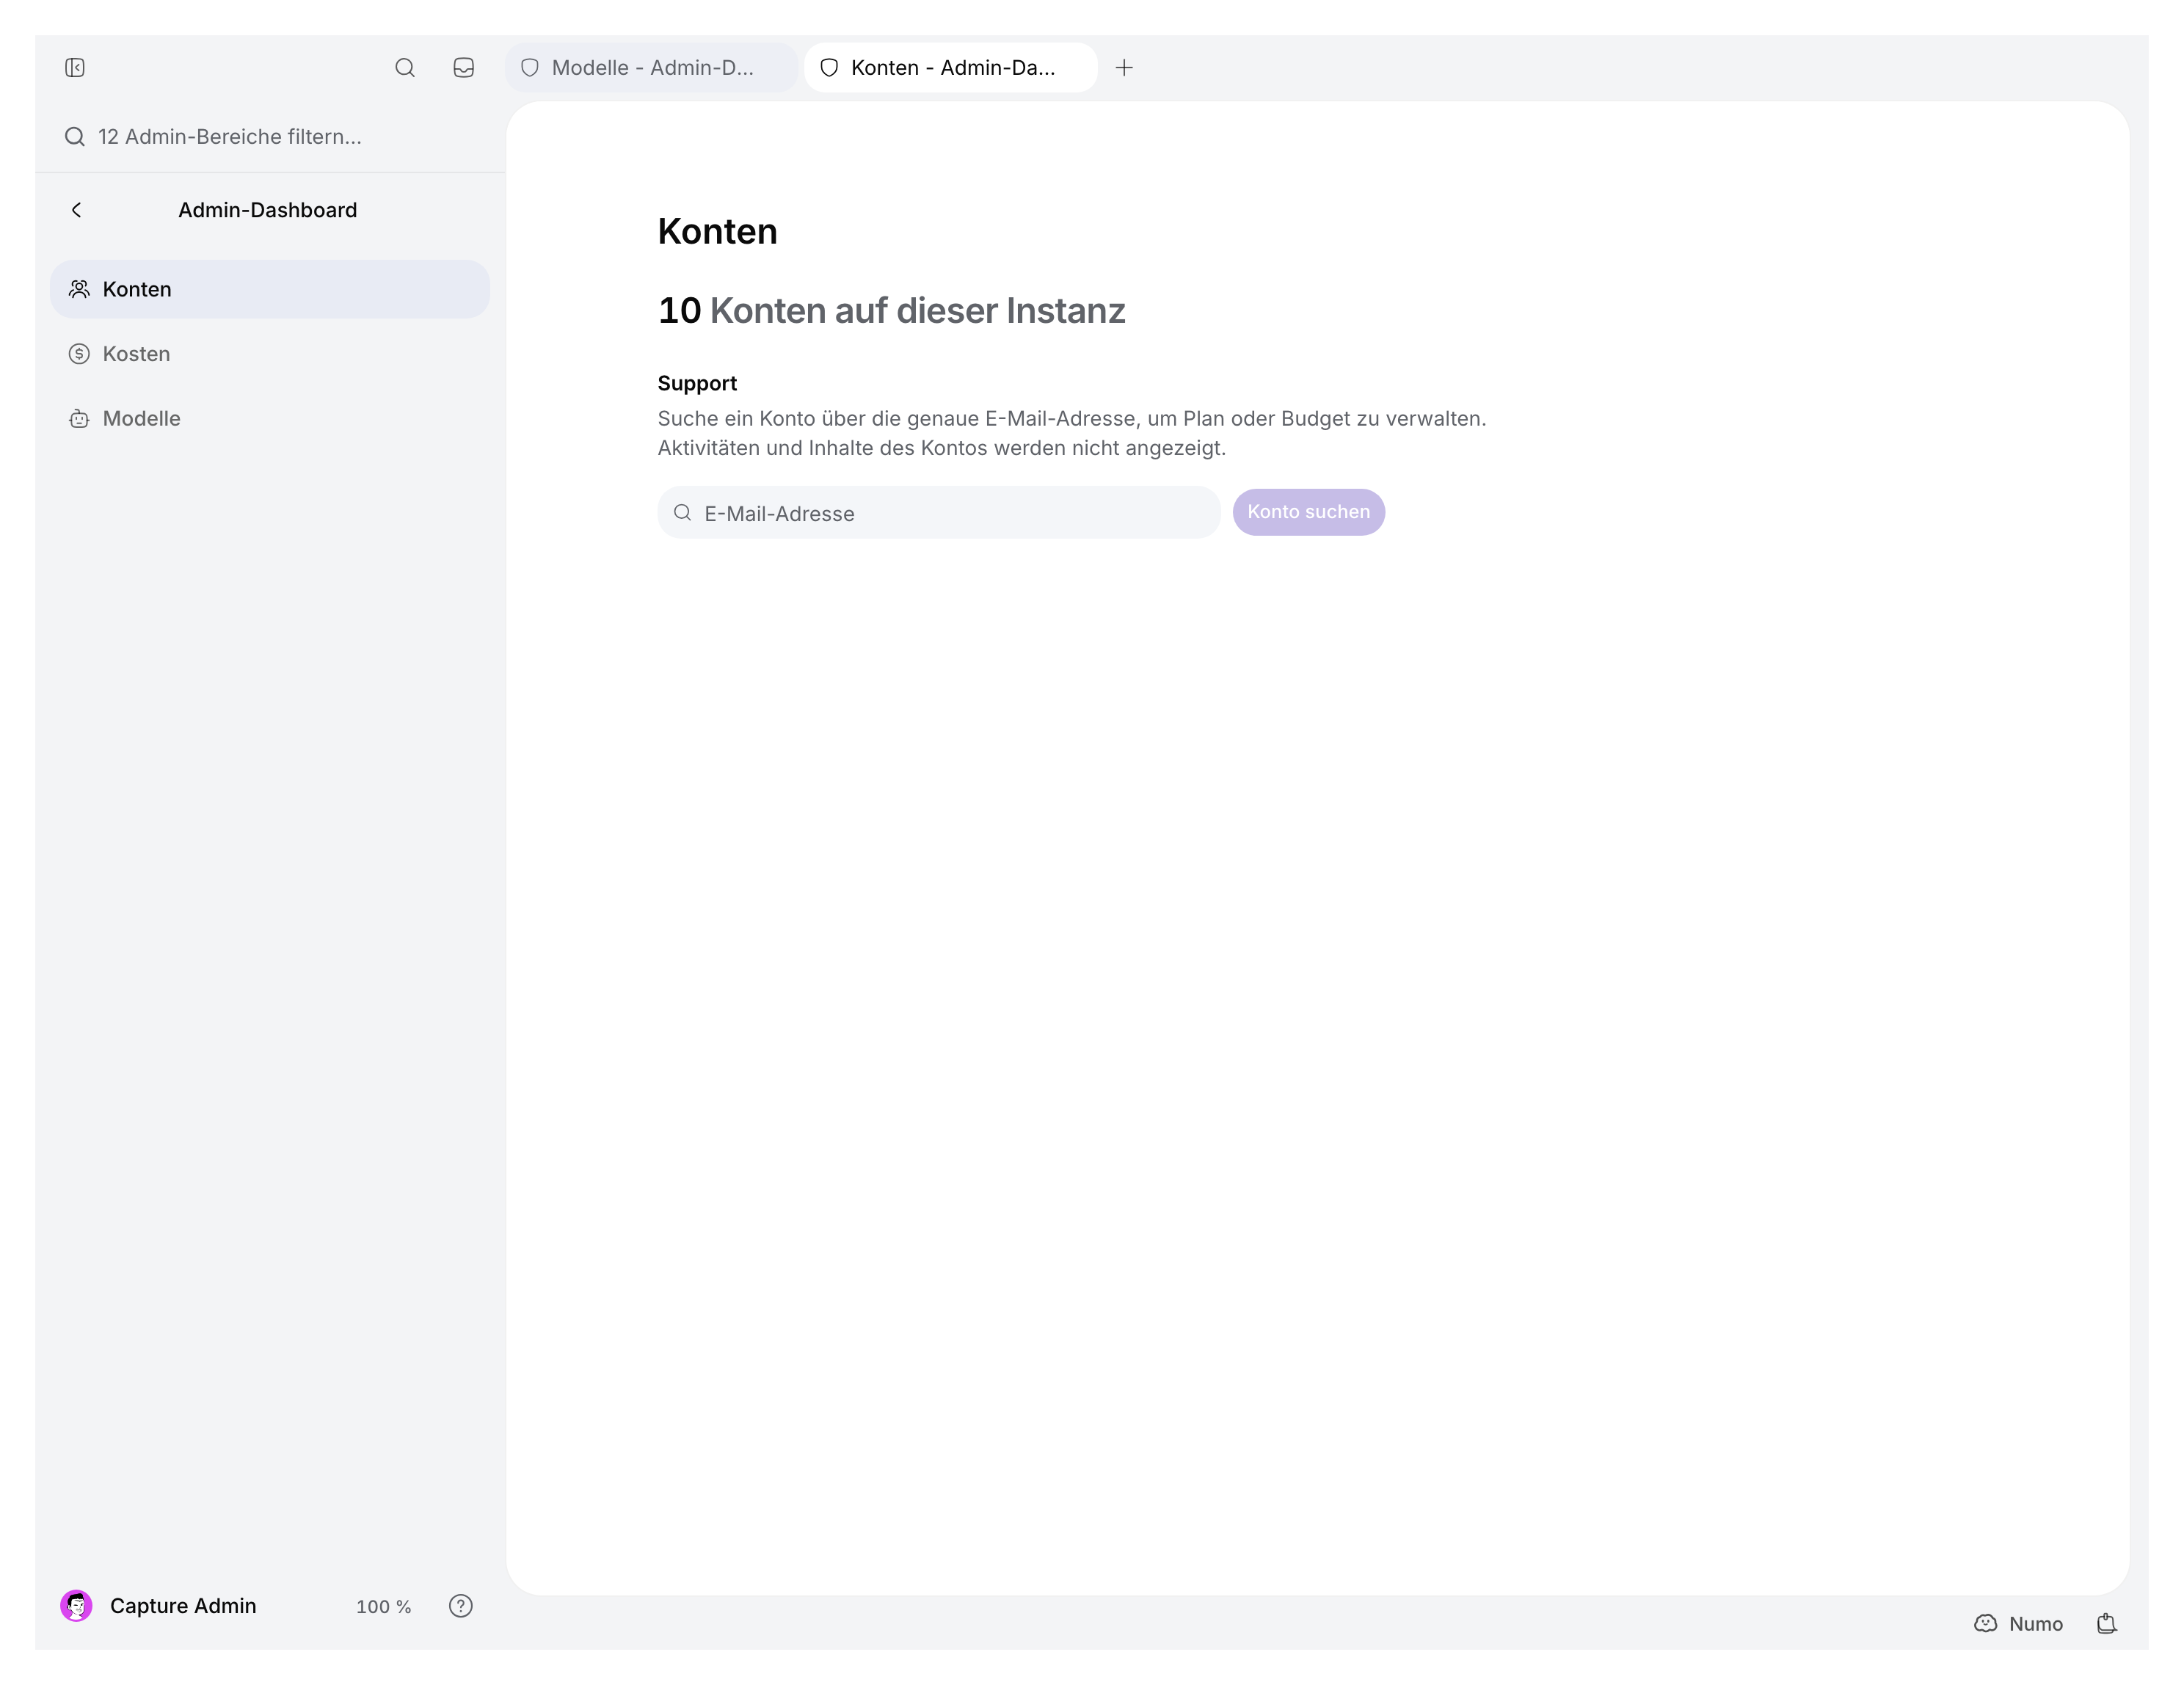 Modelle - Admin-D...
Konten - Admin-Da...
12 Admin-Bereiche filtern...
Admin-Dashboard
Konten
Kosten
Modelle
Konten
10 Konten auf dieser Instanz
Support
Suche ein Konto über die genaue E-Mail-Adresse, um Plan oder Budget zu verwalten.
Aktivitäten und Inhalte des Kontos werden nicht angezeigt.
E-Mail-Adresse
Konto suchen
Capture Admin
100 %
Numo